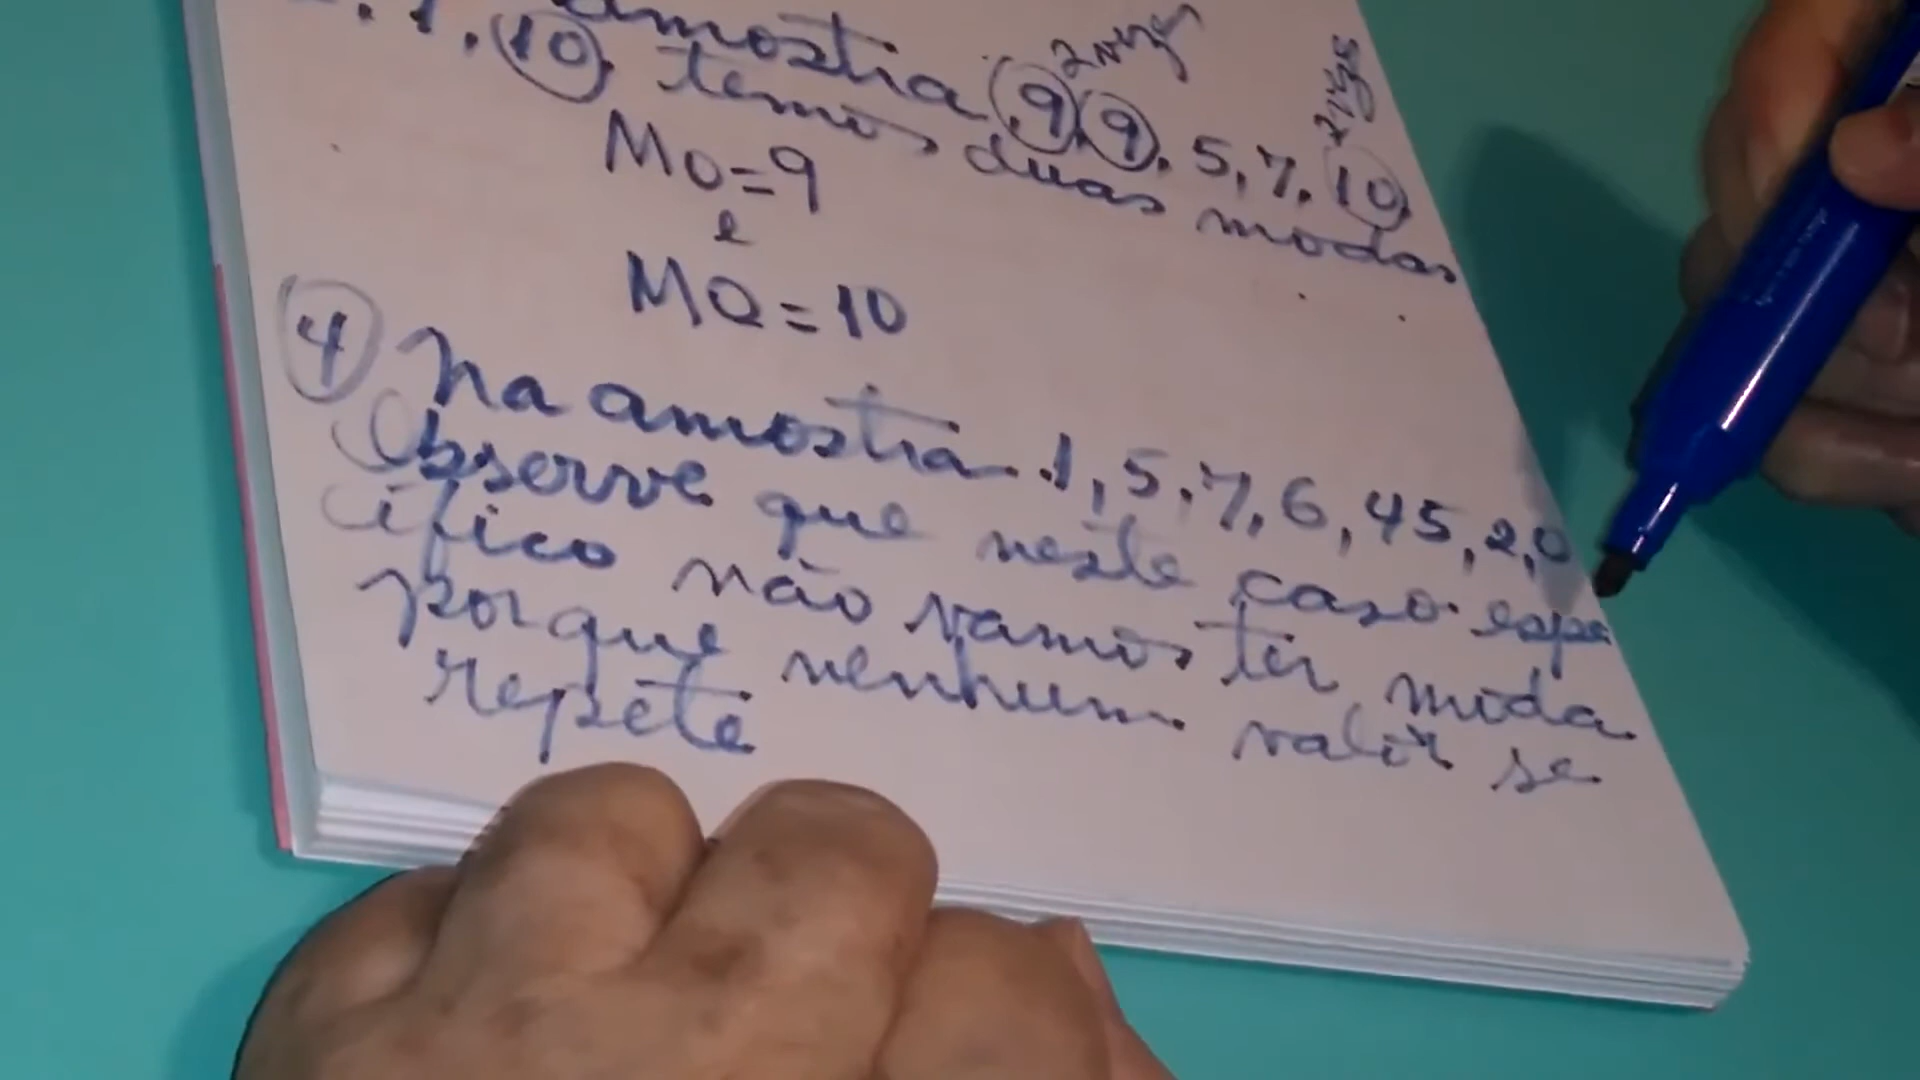 amostra 9, 9, 5, 7, 10,
2 vezes
2 vezes
1, 10, temos duas modas
Mo=9
e
Mo=10
4 Na amostra 1, 5, 7, 6, 45, 2, 0
Observe que neste caso espe
ífico não vamos ter moda
porque nenhum valor se
repete